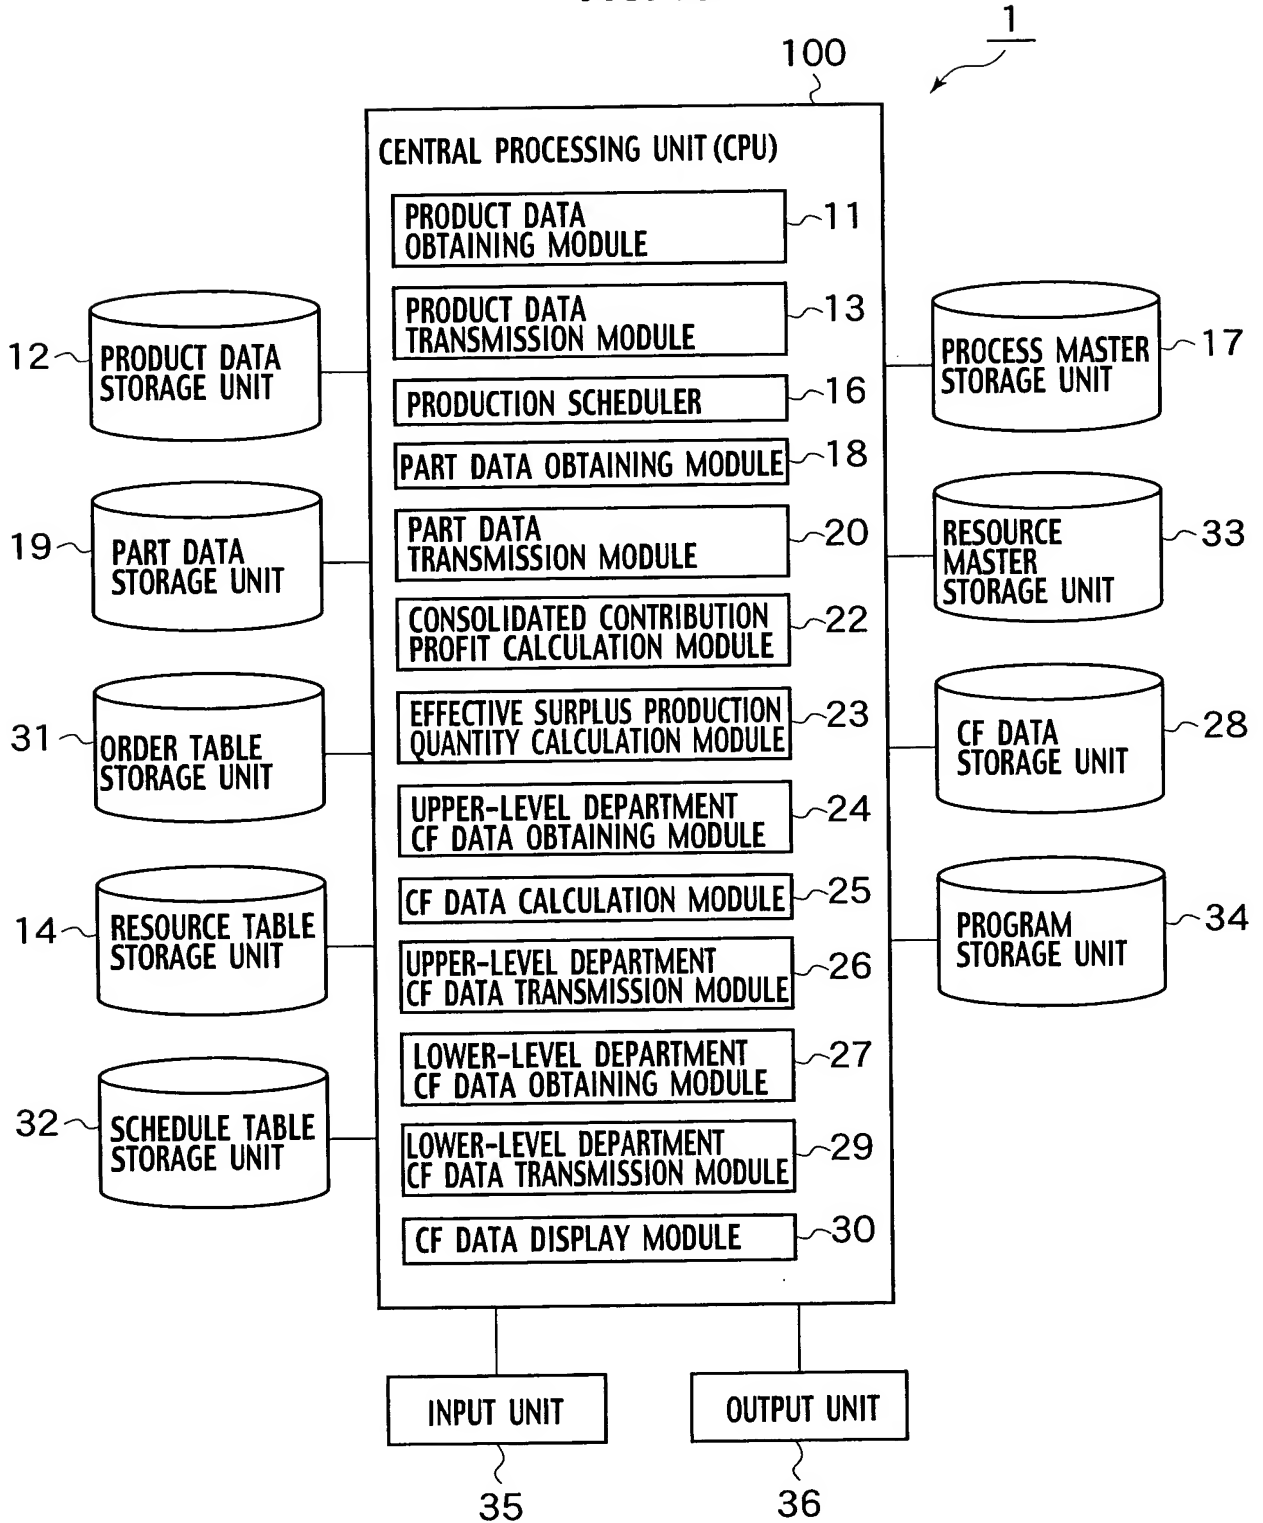 1
100
CENTRAL PROCESSING UNIT (CPU)
PRODUCT DATA
OBTAINING MODULE
11
PRODUCT DATA
TRANSMISSION MODULE
13
PRODUCTION SCHEDULER
16
PART DATA OBTAINING MODULE
18
PART DATA
TRANSMISSION MODULE
20
CONSOLIDATED CONTRIBUTION
PROFIT CALCULATION MODULE
22
EFFECTIVE SURPLUS PRODUCTION
QUANTITY CALCULATION MODULE
23
UPPER-LEVEL DEPARTMENT
CF DATA OBTAINING MODULE
24
CF DATA CALCULATION MODULE
25
UPPER-LEVEL DEPARTMENT
CF DATA TRANSMISSION MODULE
26
LOWER-LEVEL DEPARTMENT
CF DATA OBTAINING MODULE
27
LOWER-LEVEL DEPARTMENT
CF DATA TRANSMISSION MODULE
29
CF DATA DISPLAY MODULE
30
12
PRODUCT DATA
STORAGE UNIT
19
PART DATA
STORAGE UNIT
31
ORDER TABLE
STORAGE UNIT
14
RESOURCE TABLE
STORAGE UNIT
32
SCHEDULE TABLE
STORAGE UNIT
PROCESS MASTER
STORAGE UNIT
17
RESOURCE
MASTER
STORAGE UNIT
33
CF DATA
STORAGE UNIT
28
PROGRAM
STORAGE UNIT
34
INPUT UNIT
35
OUTPUT UNIT
36